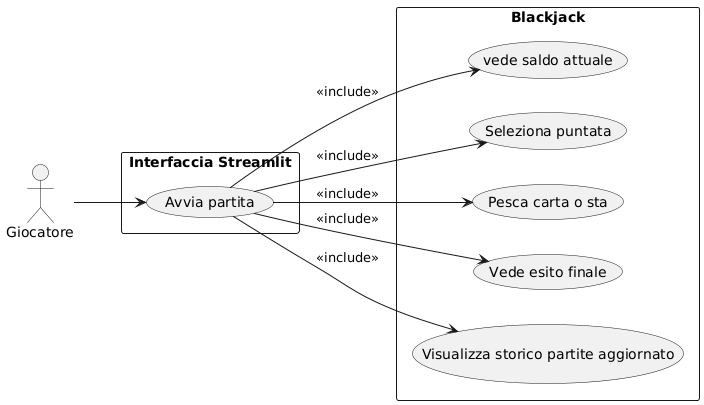 Blackjack
vede saldo attuale
«include»
Seleziona puntata
«include»
Interfaccia Streamlit
Avvia partita
«include»
Pesca carta o sta
«include»
Giocatore
«include»
Vede esito finale
Visualizza storico partite aggiornato